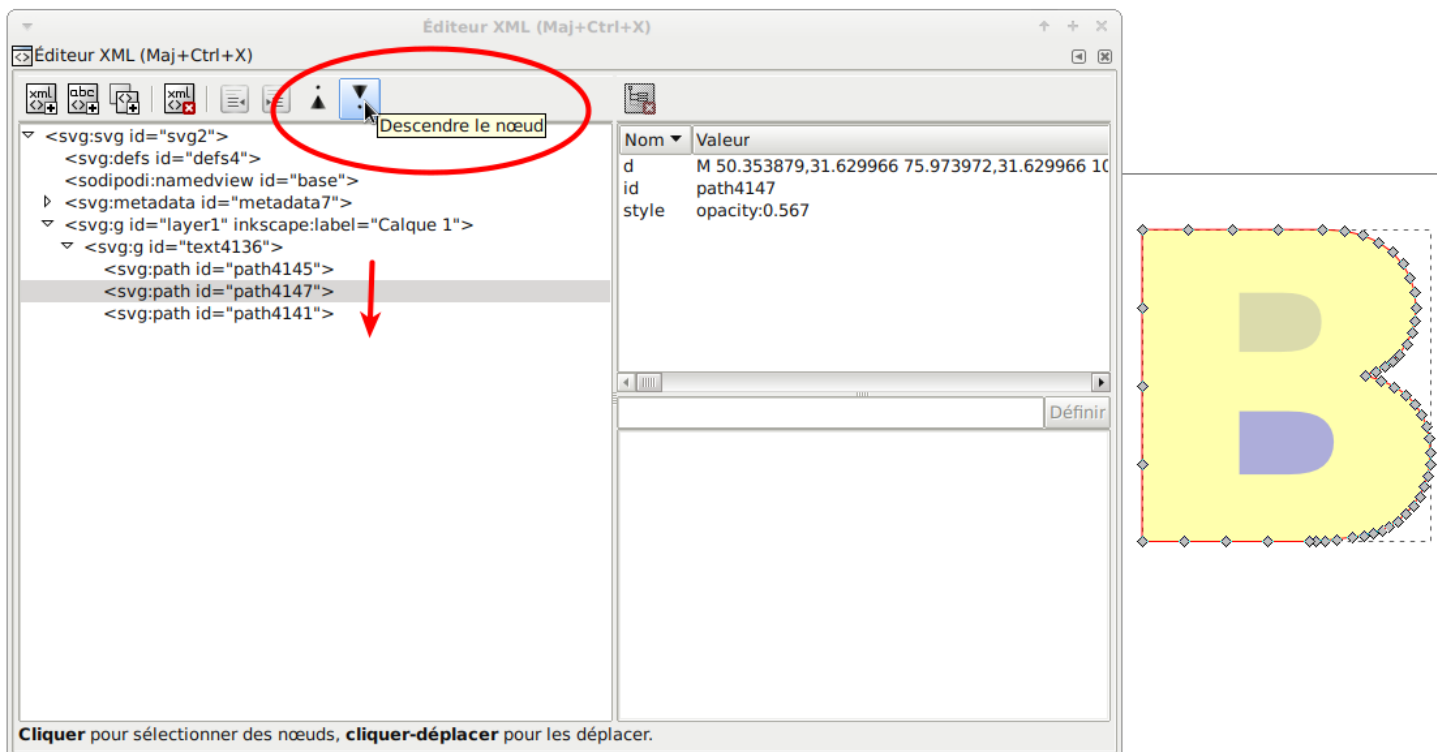 Éditeur XML (Maj+Ctrl+X)
Éditeur XML (Maj+Ctrl+X)
xml
abc
xml
Descendre le nœud
<svg:svg id="svg2">
<svg:defs id="defs4">
<sodipodi:namedview id="base">
<svg:metadata id="metadata7">
<svg:g id="layer1" inkscape:label="Calque 1">
<svg:g id="text4136">
<svg:path id="path4145">
<svg:path id="path4147">
<svg:path id="path4141">
Nom Valeur
d M 50.353879,31.629966 75.973972,31.629966 10
id path4147
style opacity:0.567
Définir
B
Cliquer pour sélectionner des nœuds, cliquer-déplacer pour les déplacer.